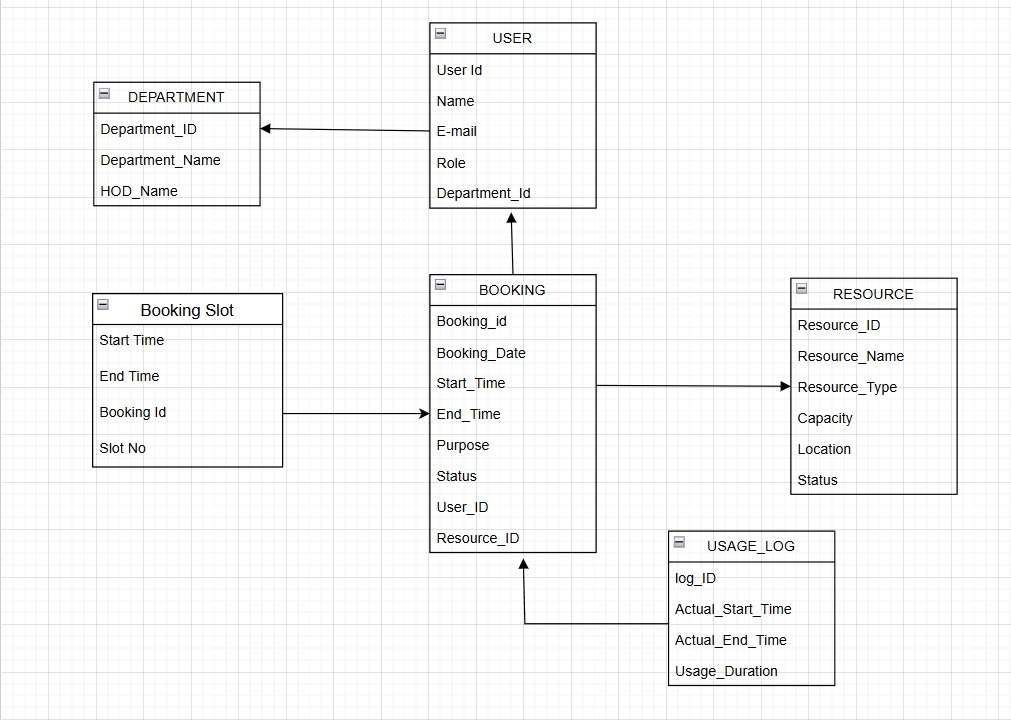 USER
User Id
Name
E-mail
Role
Department_Id
DEPARTMENT
Department_ID
Department_Name
HOD_Name
BOOKING
Booking_id
Booking_Date
Start_Time
End_Time
Purpose
Status
User_ID
Resource_ID
Booking Slot
Start Time
End Time
Booking Id
Slot No
RESOURCE
Resource_ID
Resource_Name
Resource_Type
Capacity
Location
Status
USAGE_LOG
log_ID
Actual_Start_Time
Actual_End_Time
Usage_Duration